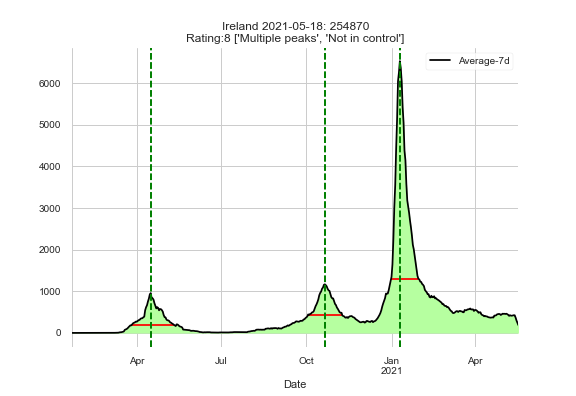 Ireland 2021-05-18: 254870
Rating:8 ['Multiple peaks', 'Not in control']
Average-7d
6000
5000
4000
3000
2000
1000
0
Apr Jul Oct Jan Apr
2021
Date